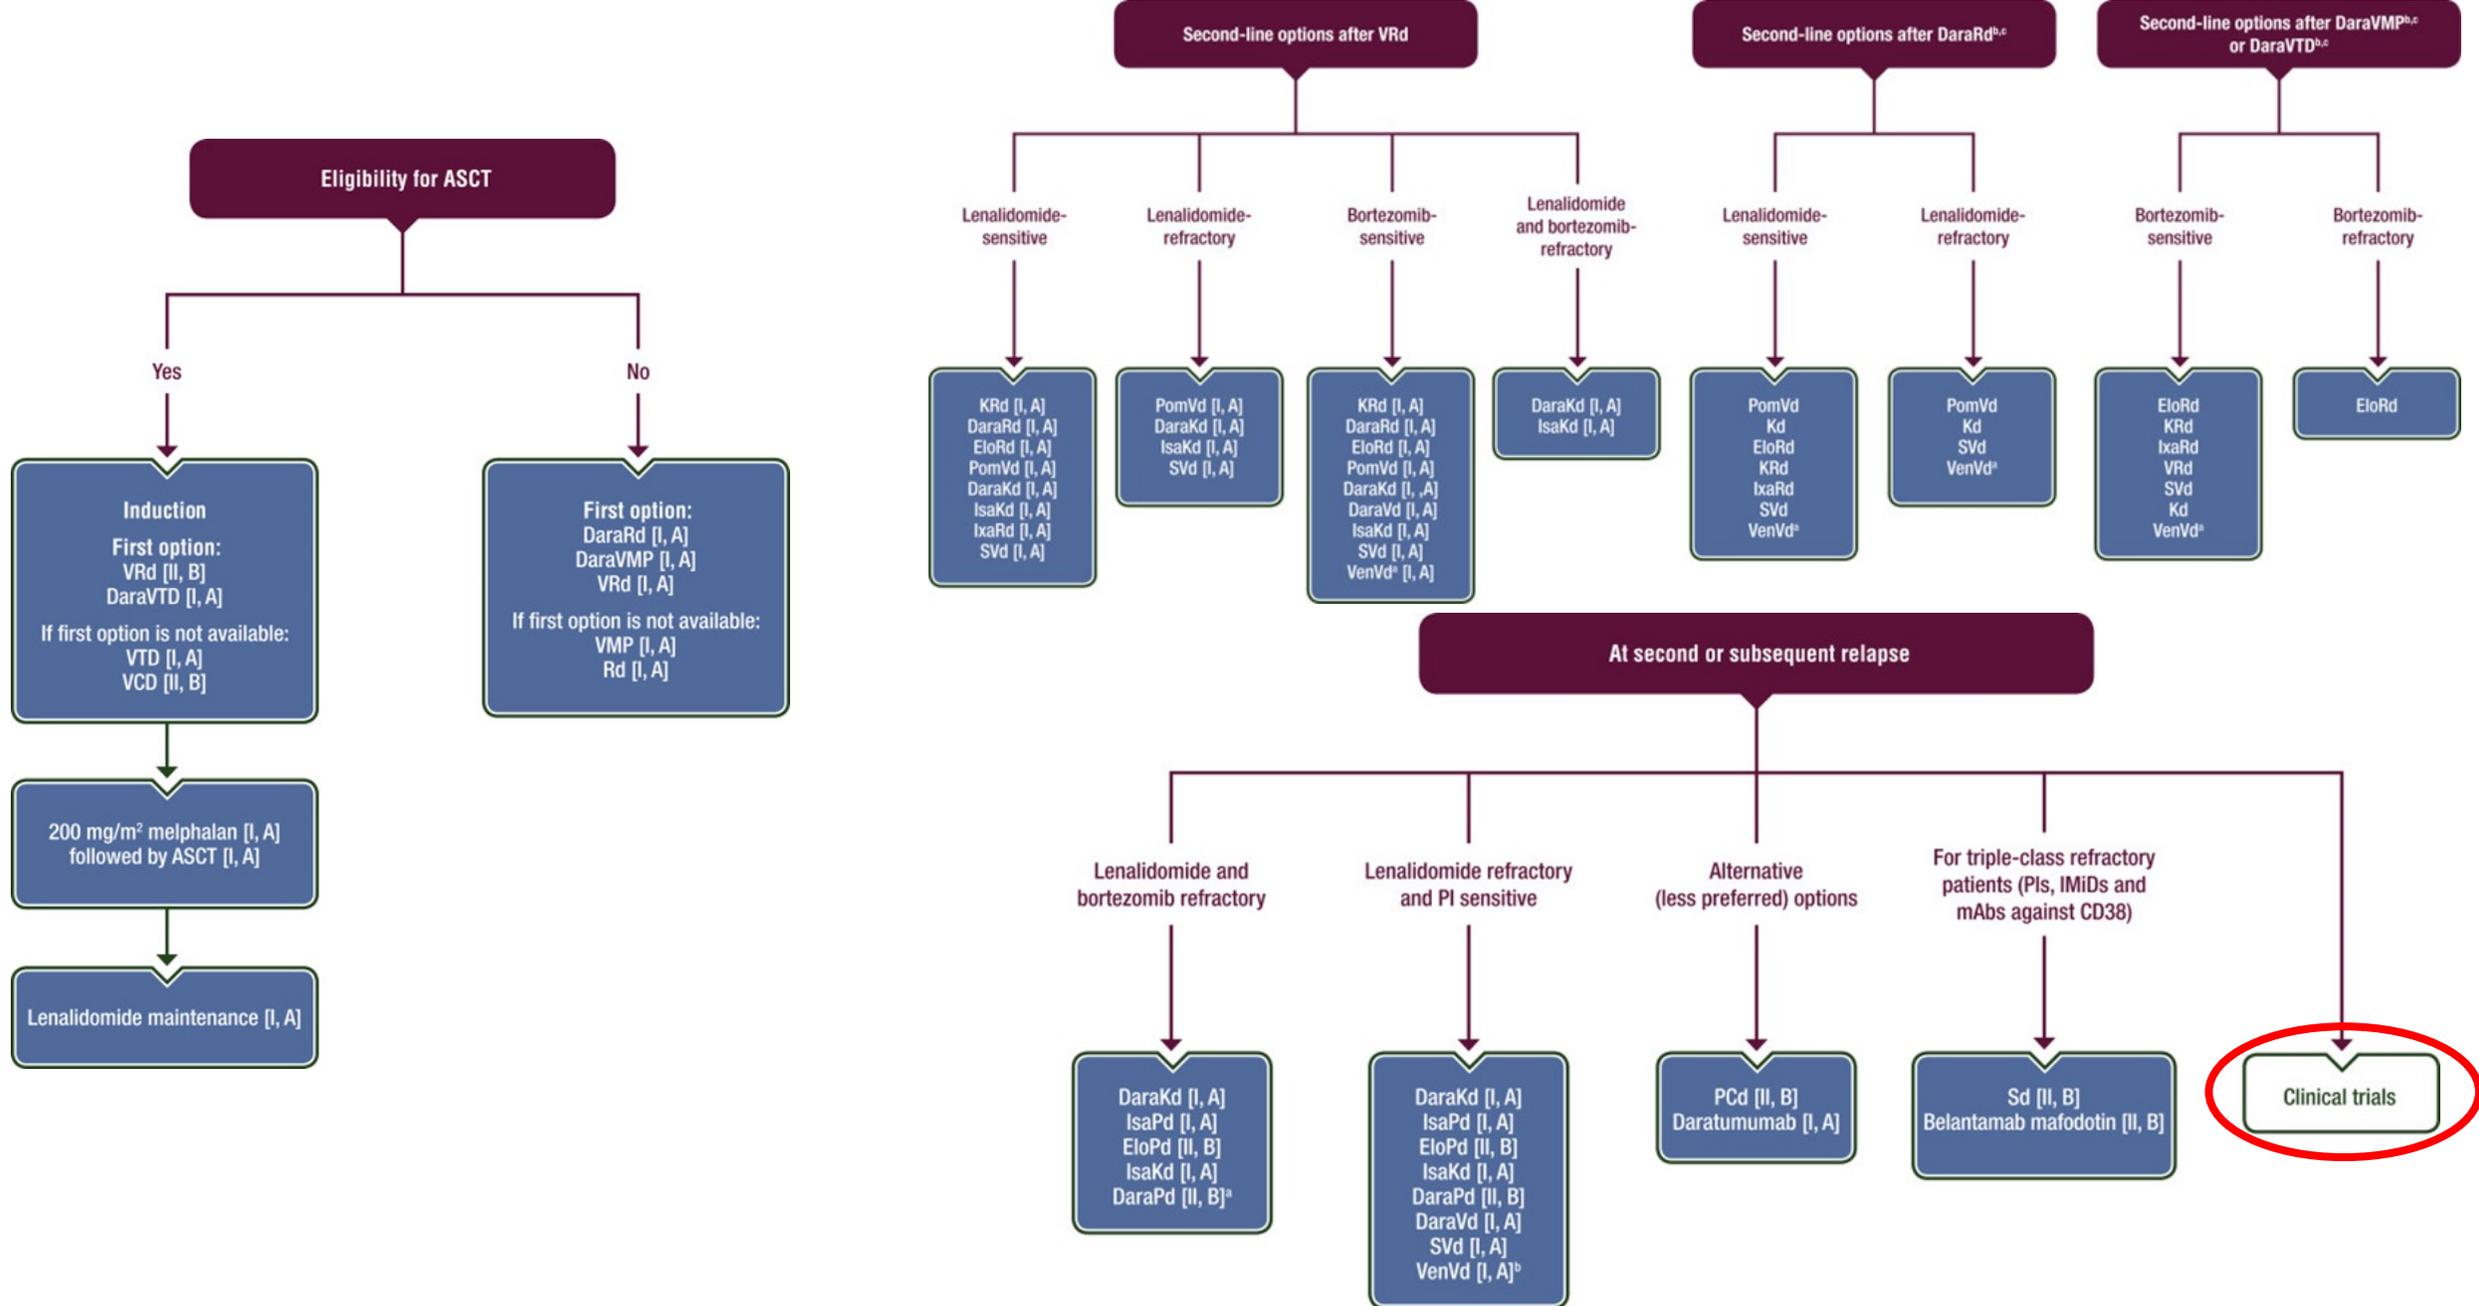 Eligibility for ASCT
Yes
No
Induction
First option:
VRd [II, B]
DaraVTD [I, A]
If first option is not available:
VTD [I, A]
VCD [II, B]
200 mg/m² melphalan [I, A]
followed by ASCT [I, A]
Lenalidomide maintenance [I, A]
First option:
DaraRd [I, A]
DaraVMP [I, A]
VRd [I, A]
If first option is not available:
VMP [I, A]
Rd [I, A]
Second-line options after VRd
Lenalidomide-
sensitive
KRd [I, A]
DaraRd [I, A]
EloRd [I, A]
PomVd [I, A]
DaraKd [I, A]
IsaKd [I, A]
IxaRd [I, A]
SVd [I, A]
Lenalidomide-
refractory
PomVd [I, A]
DaraKd [I, A]
IsaKd [I, A]
SVd [I, A]
Bortezomib-
sensitive
KRd [I, A]
DaraRd [I, A]
EloRd [I, A]
PomVd [I, A]
DaraKd [I, ,A]
DaraVd [I, A]
IsaKd [I, A]
SVd [I, A]
VenVdᵃ [I, A]
Lenalidomide
and bortezomib-
refractory
DaraKd [I, A]
IsaKd [I, A]
Second-line options after DaraRdᵇ,ᶜ
Lenalidomide-
sensitive
PomVd
Kd
EloRd
KRd
IxaRd
SVd
VenVdᵃ
Lenalidomide-
refractory
PomVd
Kd
SVd
VenVdᵃ
Second-line options after DaraVMPᵇ,ᶜ
or DaraVTDᵇ,ᶜ
Bortezomib-
sensitive
EloRd
KRd
IxaRd
VRd
SVd
Kd
VenVdᵃ
Bortezomib-
refractory
EloRd
At second or subsequent relapse
Lenalidomide and
bortezomib refractory
DaraKd [I, A]
IsaPd [I, A]
EloPd [II, B]
IsaKd [I, A]
DaraPd [II, B]ᵃ
Lenalidomide refractory
and PI sensitive
DaraKd [I, A]
IsaPd [I, A]
EloPd [II, B]
IsaKd [I, A]
DaraPd [II, B]
DaraVd [I, A]
SVd [I, A]
VenVd [I, A]ᵇ
Alternative
(less preferred) options
PCd [II, B]
Daratumumab [I, A]
For triple-class refractory
patients (PIs, IMiDs and
mAbs against CD38)
Sd [II, B]
Belantamab mafodotin [II, B]
Clinical trials